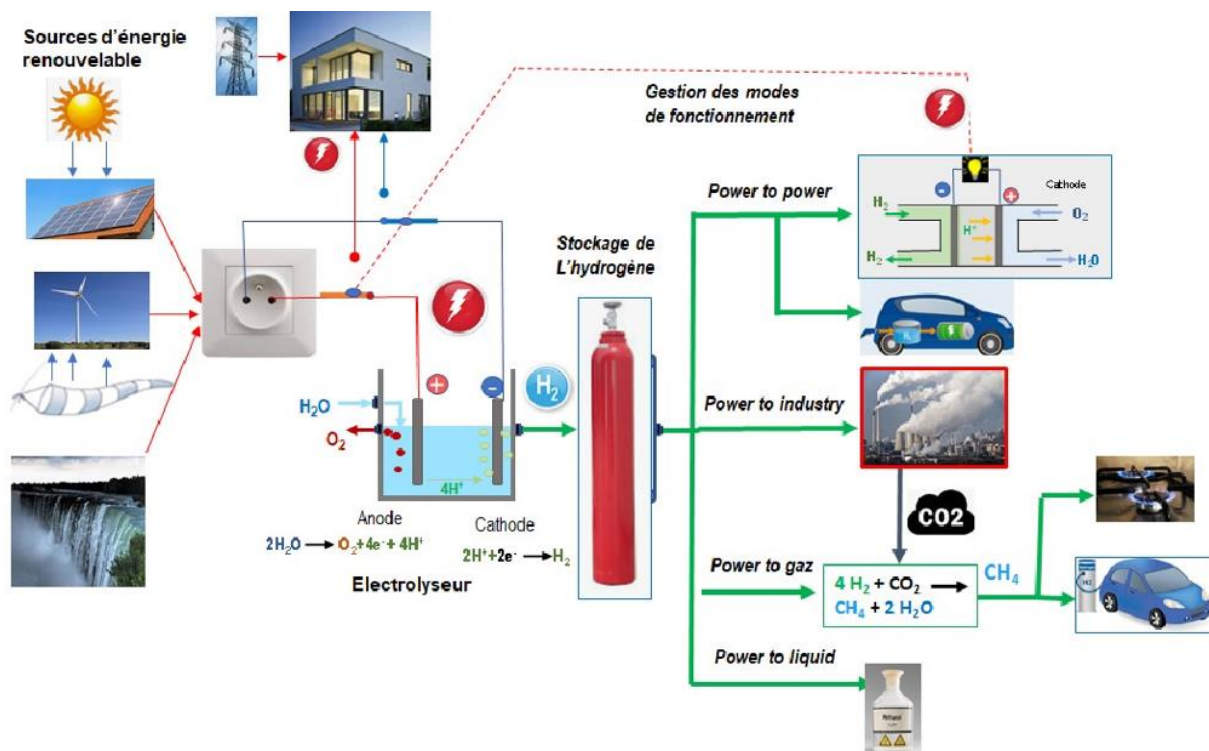 Sources d'énergie
renouvelable
Gestion des modes
de fonctionnement
Power to power
Cathode
H₂
O₂
H⁺
H₂
H₂O
Stockage de
L'hydrogène
H₂
H₂O
O₂
4H⁺
Anode
Cathode
2H₂O → O₂+4e⁻+ 4H⁺
2H⁺+2e⁻ → H₂
Electrolyseur
Power to industry
CO2
Power to gaz
4 H₂ + CO₂ →
CH₄ + 2 H₂O
CH₄
Power to liquid